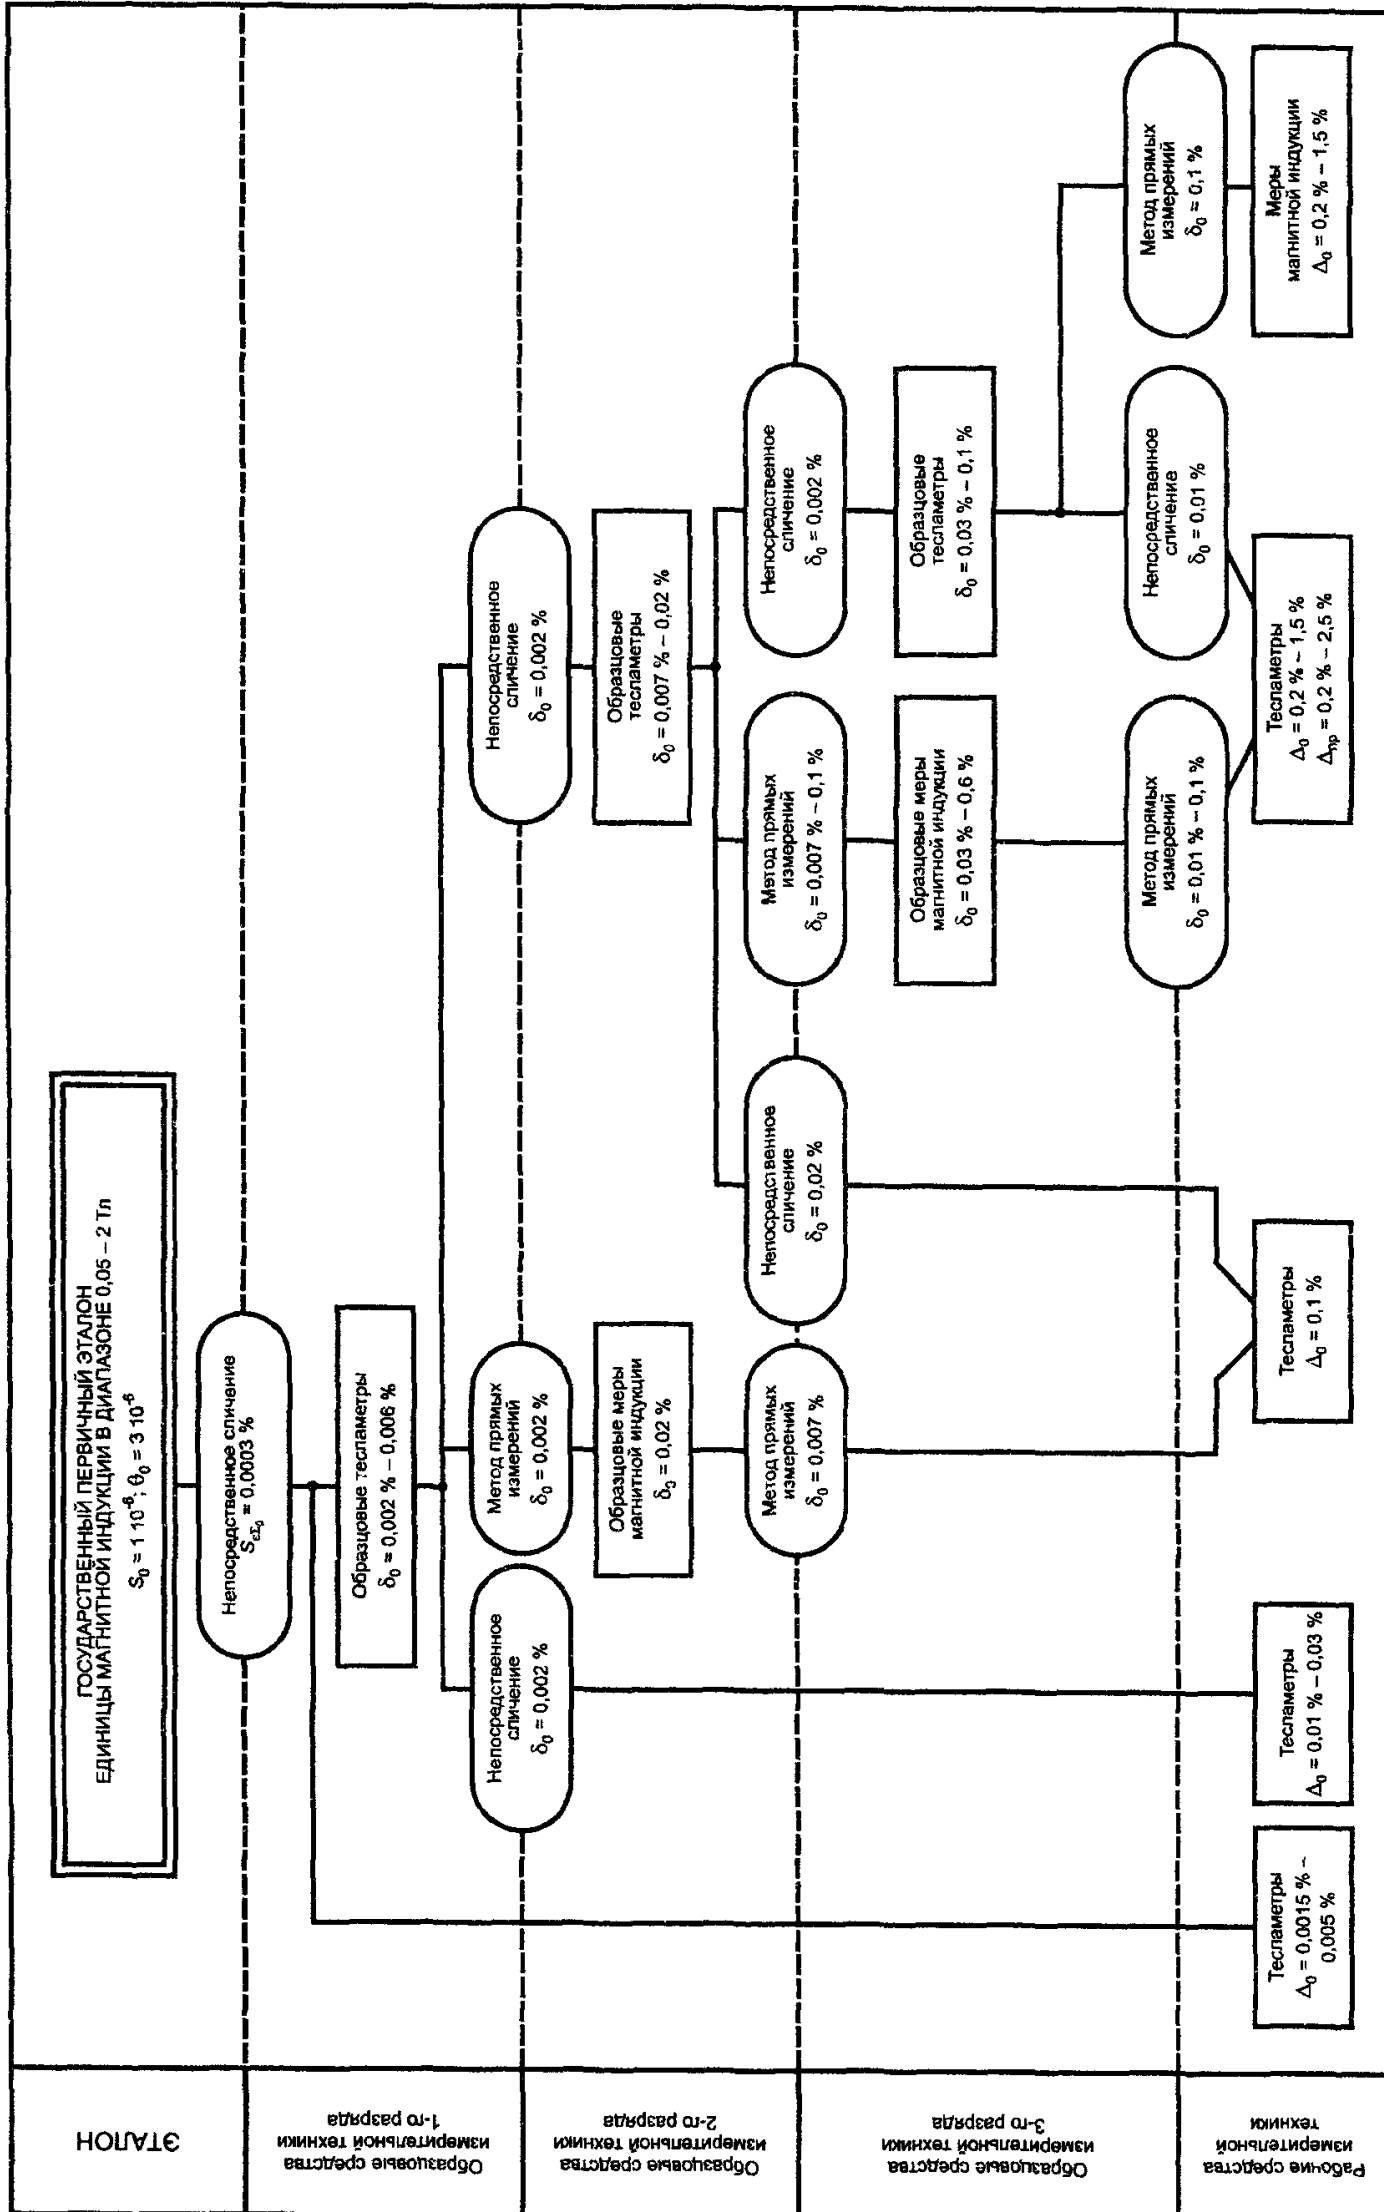 ЭТАЛОН
ГОСУДАРСТВЕННЫЙ ПЕРВИЧНЫЙ ЭТАЛОН
ЕДИНИЦЫ МАГНИТНОЙ ИНДУКЦИИ В ДИАПАЗОНЕ 0,05 – 2 Тл
S₀ = 1 10⁻⁶; θ₀ = 3 10⁻⁶
Непосредственное сличение
S_εΣ₀ = 0,0003 %
Образцовые средства
измерительной техники
1-го разряда
Образцовые тесламетры
δ₀ = 0,002 % – 0,006 %
Непосредственное
сличение
δ₀ = 0,002 %
Метод прямых
измерений
δ₀ = 0,002 %
Непосредственное
сличение
δ₀ = 0,002 %
Образцовые средства
измерительной техники
2-го разряда
Образцовые меры
магнитной индукции
δ₀ = 0,02 %
Образцовые
тесламетры
δ₀ = 0,007 % – 0,02 %
Метод прямых
измерений
δ₀ = 0,007 %
Непосредственное
сличение
δ₀ = 0,02 %
Метод прямых
измерений
δ₀ = 0,007 % – 0,1 %
Непосредственное
сличение
δ₀ = 0,002 %
Образцовые средства
измерительной техники
3-го разряда
Образцовые меры
магнитной индукции
δ₀ = 0,03 % – 0,6 %
Образцовые
тесламетры
δ₀ = 0,03 % – 0,1 %
Метод прямых
измерений
δ₀ = 0,01 % – 0,1 %
Непосредственное
сличение
δ₀ = 0,01 %
Метод прямых
измерений
δ₀ = 0,1 %
Рабочие средства
измерительной
техники
Тесламетры
Δ₀ = 0,0015 % –
0,005 %
Тесламетры
Δ₀ = 0,01 % – 0,03 %
Тесламетры
Δ₀ = 0,1 %
Тесламетры
Δ₀ = 0,2 % – 1,5 %
Δпр = 0,2 % – 2,5 %
Меры
магнитной индукции
Δ₀ = 0,2 % – 1,5 %